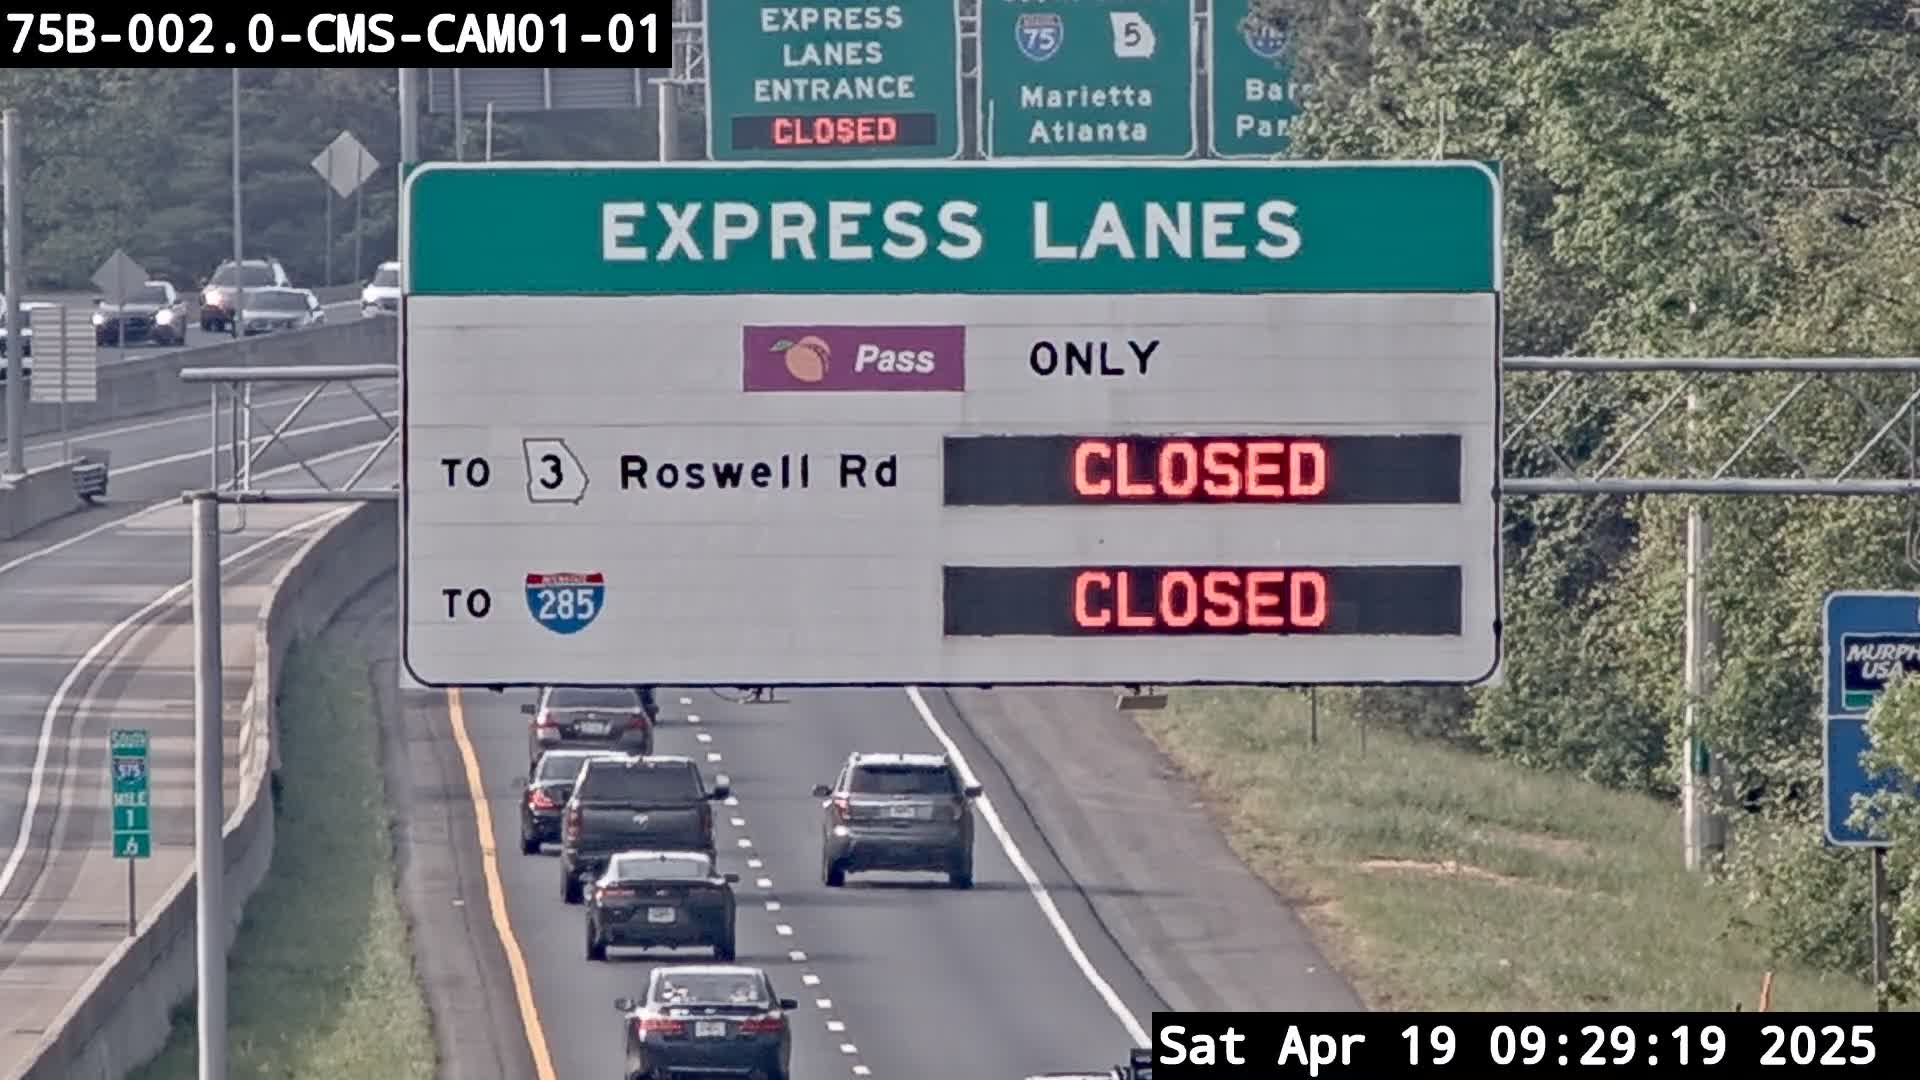 75B-002.0-CMS-CAM01-01
EXPRESS
LANES
ENTRANCE
CLOSED
75 5
Marietta
Atlanta
EXPRESS LANES
Pass ONLY
TO 3 Roswell Rd CLOSED
TO INTERSTATE 285 CLOSED
SOUTH
575
MILE
1
.6
USA
Sat Apr 19 09:29:19 2025